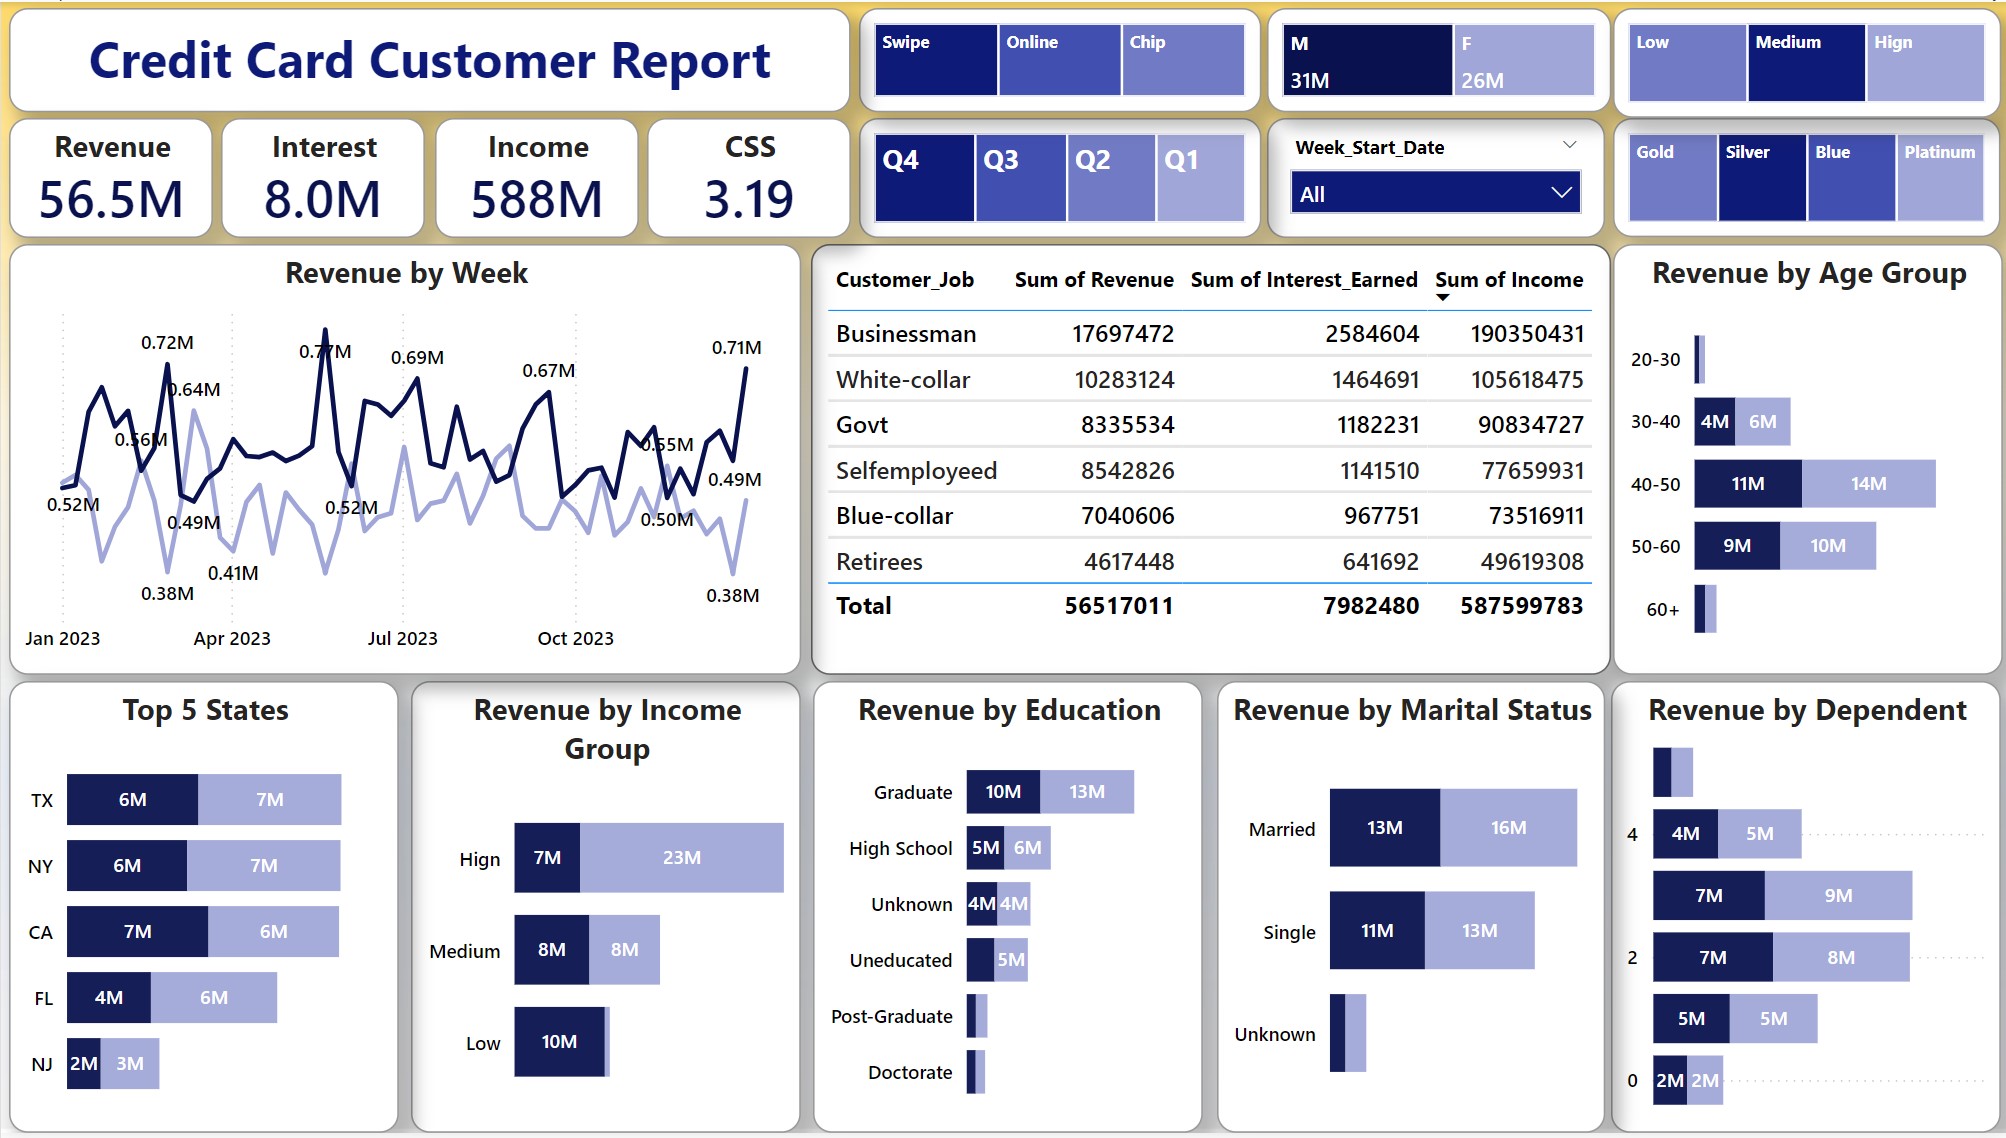 Credit Card Customer Report
Swipe Online Chip
M F
31M 26M
Low Medium Hign
Revenue Interest Income CSS
56.5M 8.0M 588M 3.19
Q4 Q3 Q2 Q1
Week_Start_Date
All
Gold Silver Blue Platinum
Revenue by Week
0.72M
0.77M
0.69M
0.67M
0.71M
0.64M
0.56M
0.55M
0.49M
0.52M
0.52M
0.49M
0.50M
0.41M
0.38M
0.38M
Jan 2023 Apr 2023 Jul 2023 Oct 2023
Customer_Job Sum of Revenue Sum of Interest_Earned Sum of Income
Businessman 17697472 2584604 190350431
White-collar 10283124 1464691 105618475
Govt 8335534 1182231 90834727
Selfemployeed 8542826 1141510 77659931
Blue-collar 7040606 967751 73516911
Retirees 4617448 641692 49619308
Total 56517011 7982480 587599783
Revenue by Age Group
20-30
30-40 4M 6M
40-50 11M 14M
50-60 9M 10M
60+
Top 5 States
TX 6M 7M
NY 6M 7M
CA 7M 6M
FL 4M 6M
NJ 2M 3M
Revenue by Income
Group
Hign 7M 23M
Medium 8M 8M
Low 10M
Revenue by Education
Graduate 10M 13M
High School 5M 6M
Unknown 4M 4M
Uneducated 5M
Post-Graduate
Doctorate
Revenue by Marital Status
Married 13M 16M
Single 11M 13M
Unknown
Revenue by Dependent
4 4M 5M
7M 9M
2 7M 8M
5M 5M
0 2M 2M